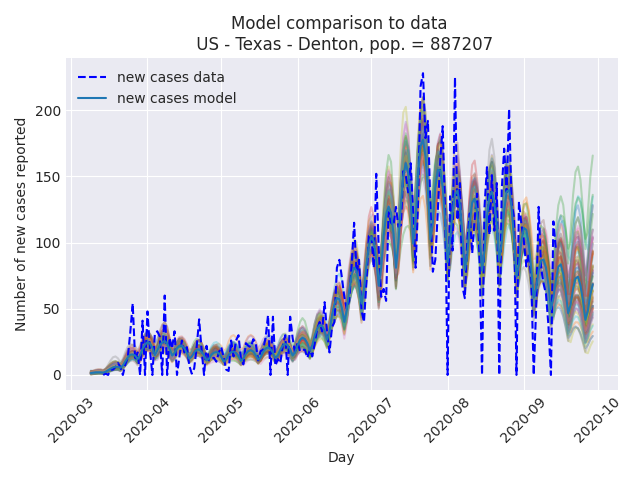 Model comparison to data
US - Texas - Denton, pop. = 887207
new cases data
new cases model
Number of new cases reported
200
150
100
50
0
2020-03
2020-04
2020-05
2020-06
2020-07
2020-08
2020-09
2020-10
Day